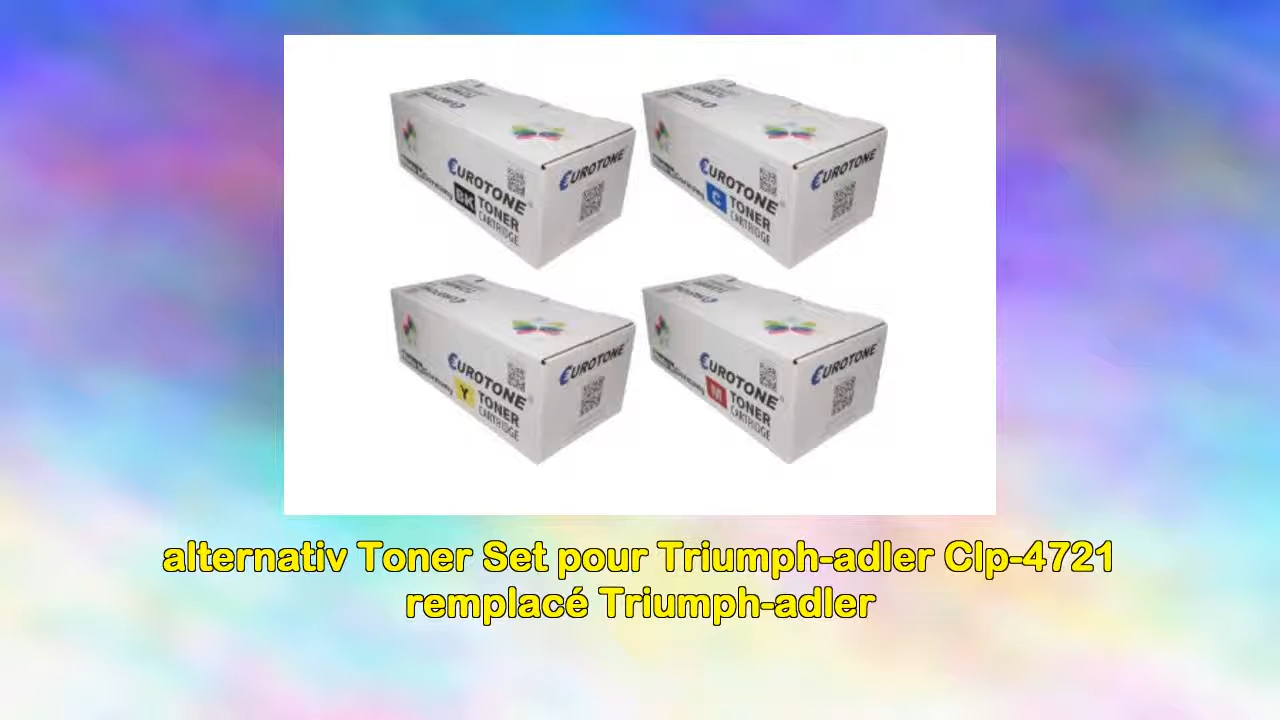 EUROTONE
BK TONER
CARTRIDGE
EUROTONE
EUROTONE
C TONER
CARTRIDGE
EUROTONE
EUROTONE
Y TONER
CARTRIDGE
EUROTONE
EUROTONE
M TONER
CARTRIDGE
EUROTONE
alternativ Toner Set pour Triumph-adler Clp-4721
remplacé Triumph-adler